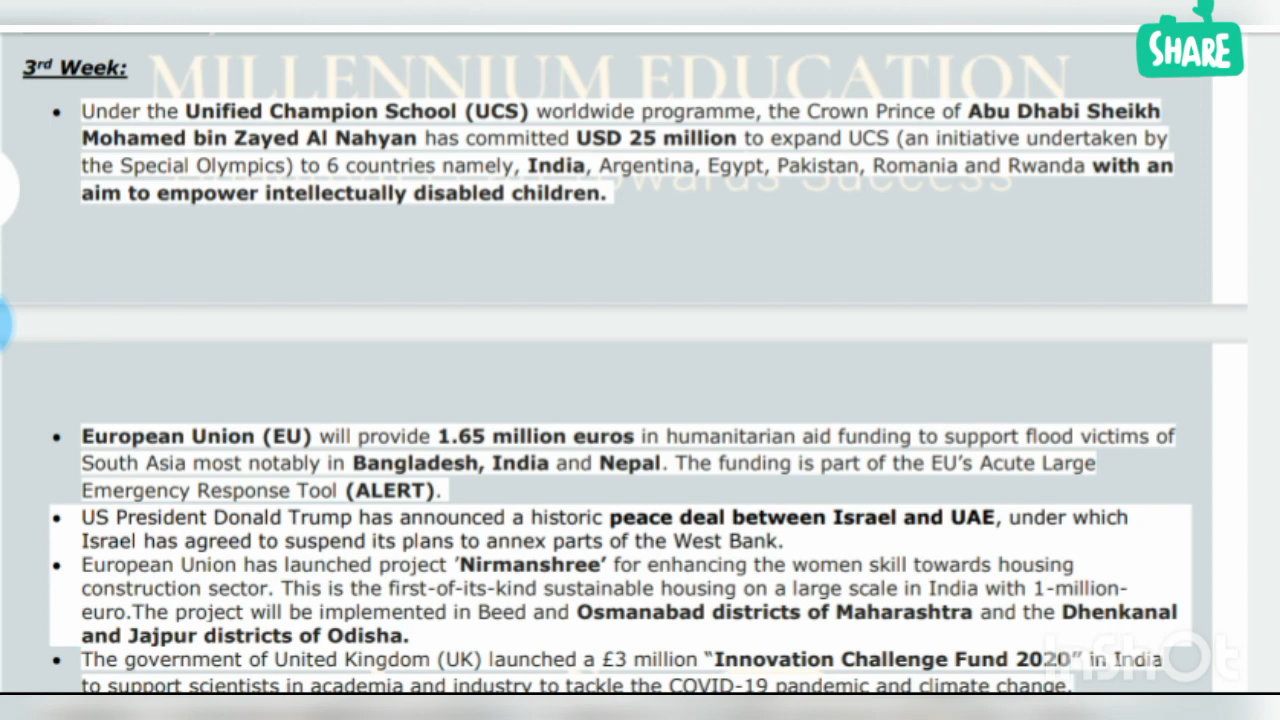 SHARE
MILLENNIUM EDUCATION
3rd Week:
• Under the Unified Champion School (UCS) worldwide programme, the Crown Prince of Abu Dhabi Sheikh
Mohamed bin Zayed Al Nahyan has committed USD 25 million to expand UCS (an initiative undertaken by
the Special Olympics) to 6 countries namely, India, Argentina, Egypt, Pakistan, Romania and Rwanda with an
Towards Success
aim to empower intellectually disabled children.
• European Union (EU) will provide 1.65 million euros in humanitarian aid funding to support flood victims of
South Asia most notably in Bangladesh, India and Nepal. The funding is part of the EU's Acute Large
Emergency Response Tool (ALERT).
• US President Donald Trump has announced a historic peace deal between Israel and UAE, under which
Israel has agreed to suspend its plans to annex parts of the West Bank.
• European Union has launched project ‘Nirmanshree’ for enhancing the women skill towards housing
construction sector. This is the first-of-its-kind sustainable housing on a large scale in India with 1-million-
euro.The project will be implemented in Beed and Osmanabad districts of Maharashtra and the Dhenkanal
and Jajpur districts of Odisha.
• The government of United Kingdom (UK) launched a £3 million “Innovation Challenge Fund 2020” in India
to support scientists in academia and industry to tackle the COVID-19 pandemic and climate change.
InShOt